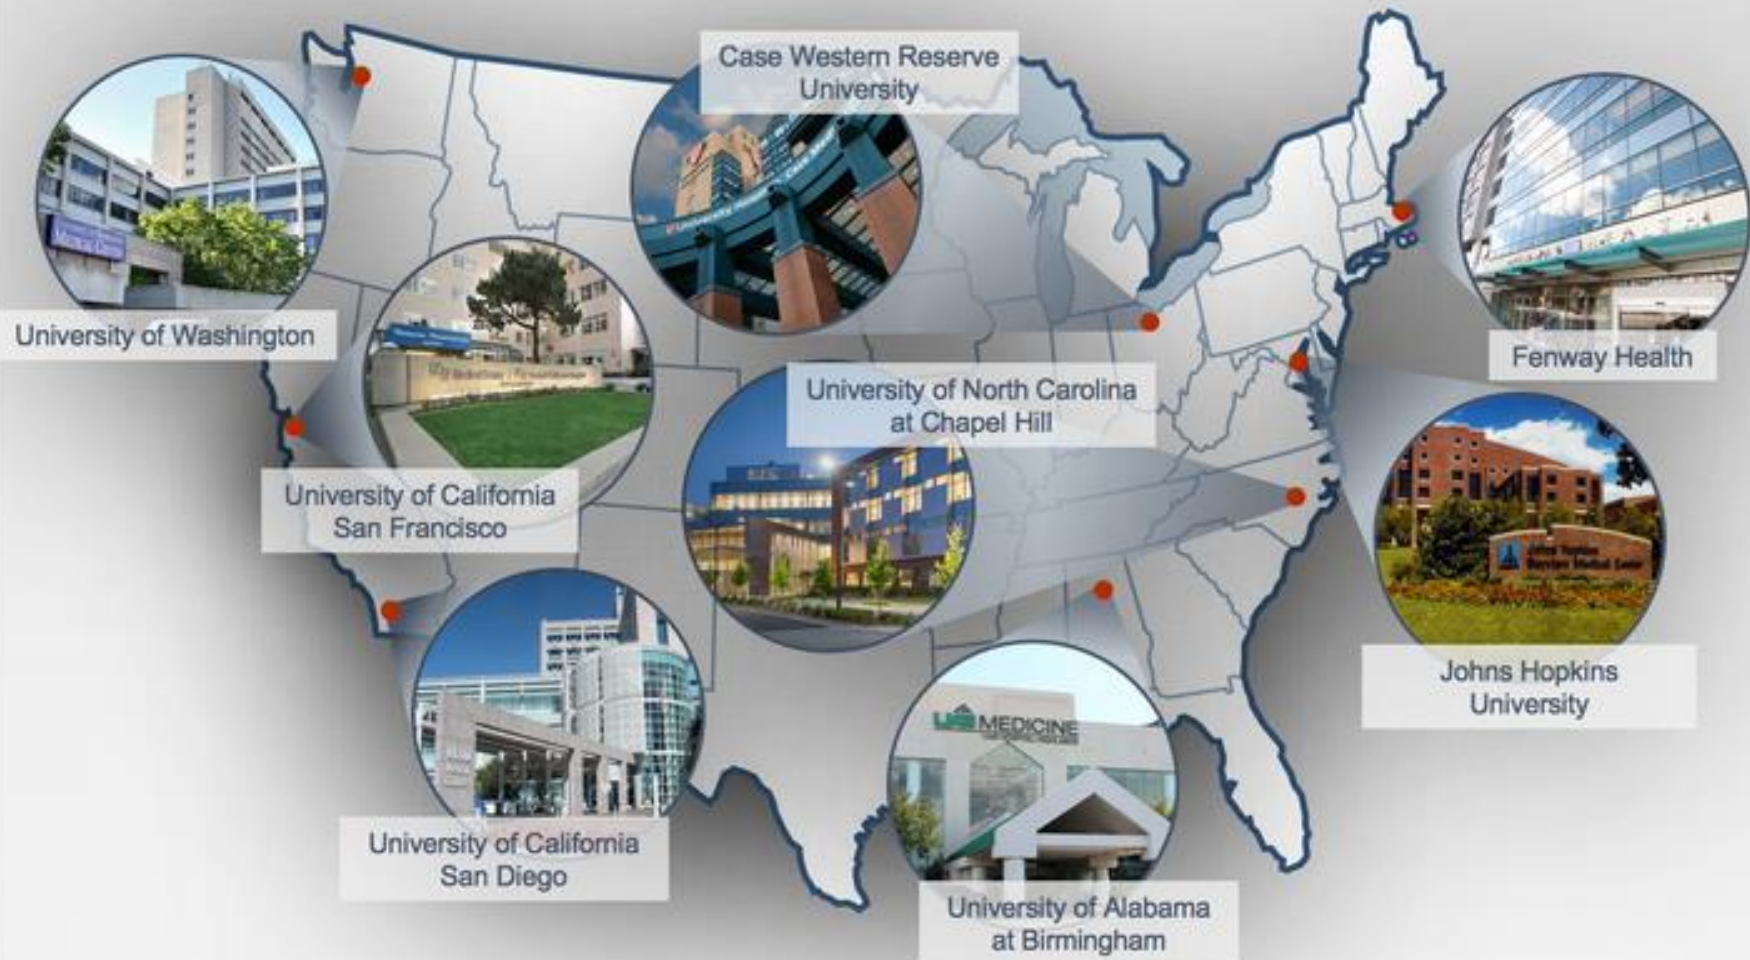 Case Western Reserve
University
University of Washington
Fenway Health
University of North Carolina
at Chapel Hill
University of California
San Francisco
Johns Hopkins
University
MEDICINE
University of California
San Diego
University of Alabama
at Birmingham